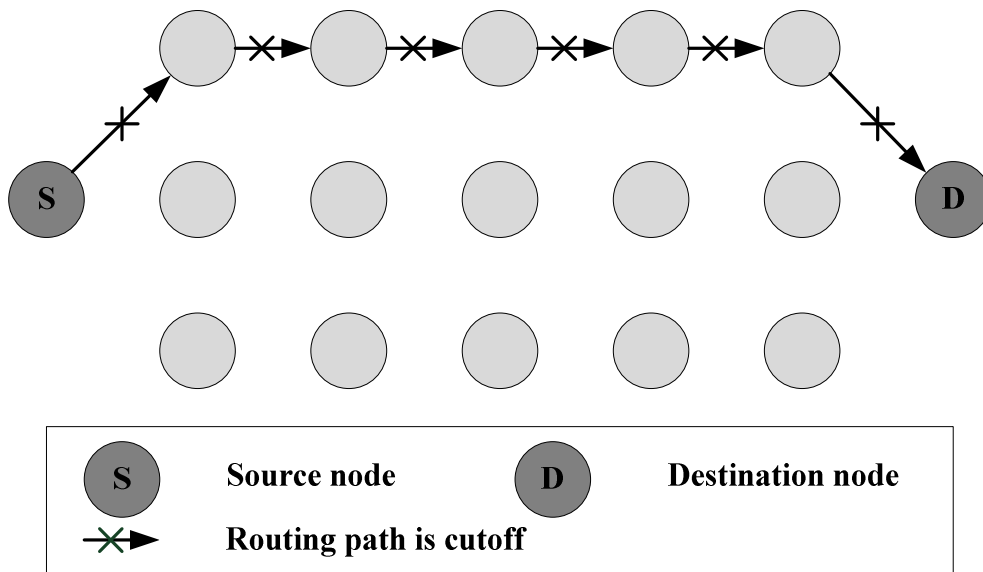 S
D
S Source node D Destination node
Routing path is cutoff